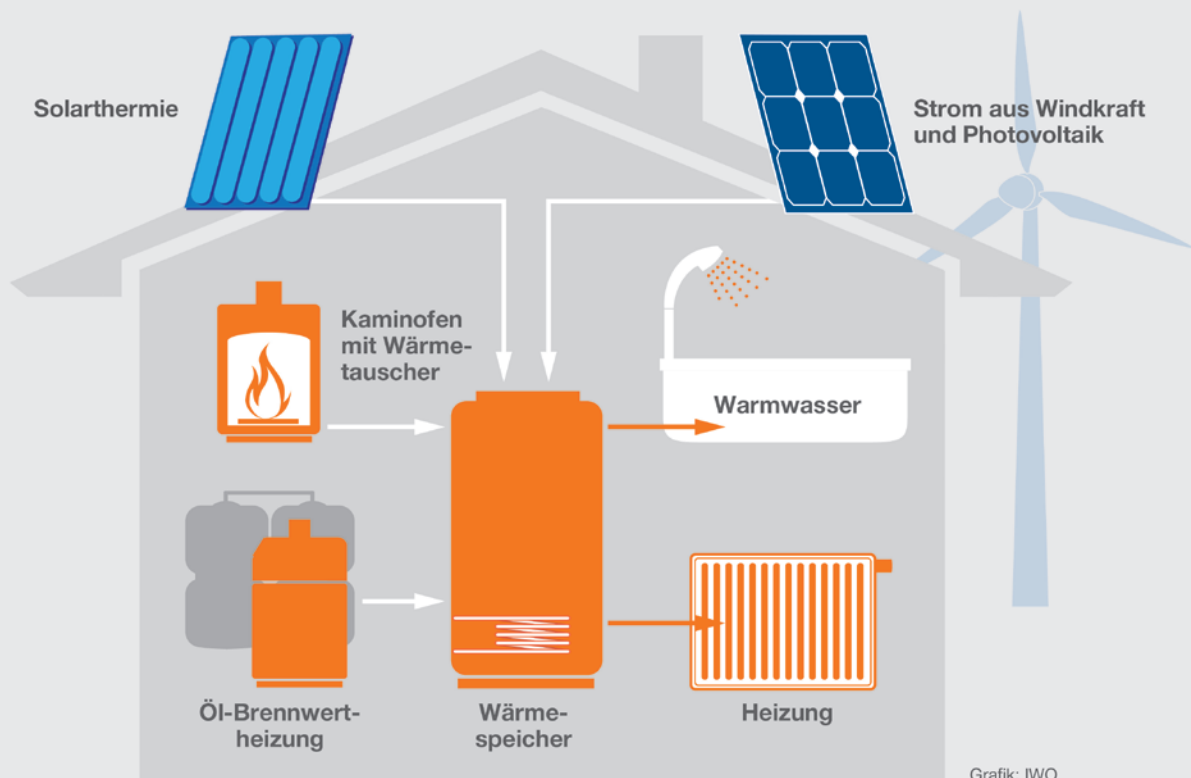 Solarthermie
Strom aus Windkraft
und Photovoltaik
Kaminofen
mit Wärme-
tauscher
Warmwasser
Öl-Brennwert-
heizung
Wärme-
speicher
Heizung
Grafik: IWO